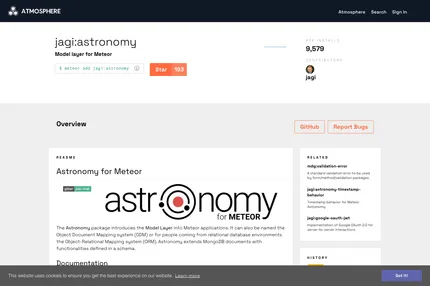 ATMOSPHERE
Atmosphere Search Sign In
jagi:astronomy
Model layer for Meteor
$ meteor add jagi:astronomy
Star 103
9,579
jagi
Overview
GitHub
Report Bugs
README
Astronomy for Meteor
astronomy
for METEOR
The Astronomy package introduces the Model Layer into Meteor applications. It can also be named the
Object Document Mapping system (ODM) or for people coming from relational database environments
the Object-Relational Mapping system (ORM). Astronomy extends MongoDB documents with
functionalities defined in a schema.
Documentation
RELATED
mdg:validation-error
A standard validation error to be used
by form/method/validation packages.
jagi:astronomy-timestamp-
behavior
Timestamp behavior for Meteor
Astronomy
jagi:google-oauth-jwt
Implementation of Google OAuth 2.0 for
server-to-server interactions
HISTORY
This website uses cookies to ensure you get the best experience on our website. Learn more
Got it!